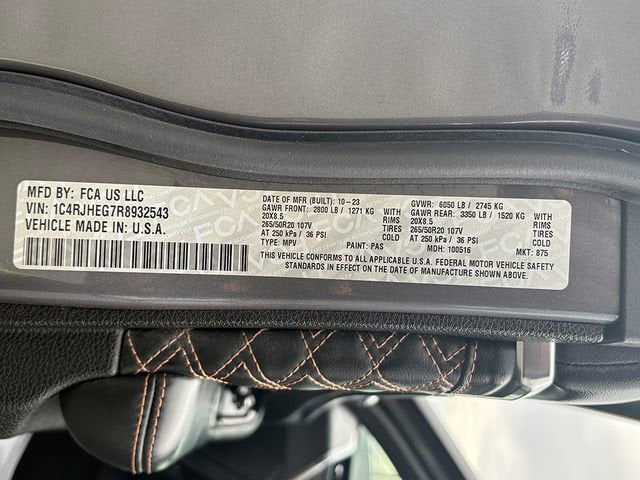 MFD BY: FCA US LLC
VIN: 1C4RJHEG7R8932543
VEHICLE MADE IN: U.S.A.
DATE OF MFR (BUILT): 10-23 GVWR: 6050 LB / 2745 KG
GAWR FRONT: 2800 LB / 1271 KG WITH GAWR REAR: 3350 LB / 1520 KG WITH
20X8.5 RIMS 20X8.5 RIMS
265/50R20 107V TIRES 265/50R20 107V TIRES
AT 250 kPa / 36 PSI COLD AT 250 kPa / 36 PSI COLD
TYPE: MPV PAINT: PAS MDH: 100516 MKT: 875
THIS VEHICLE CONFORMS TO ALL APPLICABLE U.S.A. FEDERAL MOTOR VEHICLE SAFETY
STANDARDS IN EFFECT ON THE DATE OF MANUFACTURE SHOWN ABOVE.